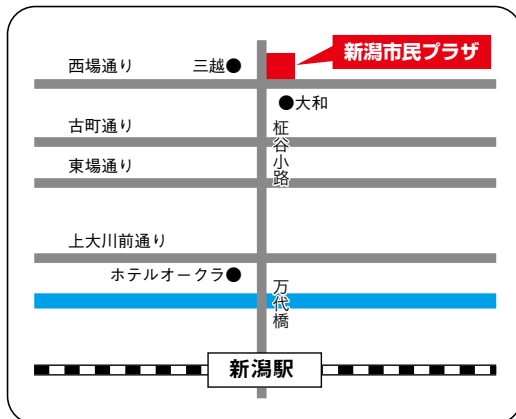 新潟市民プラザ
西場通り
三越●
●大和
古町通り
柾谷小路
東場通り
上大川前通り
ホテルオークラ●
万代橋
新潟駅